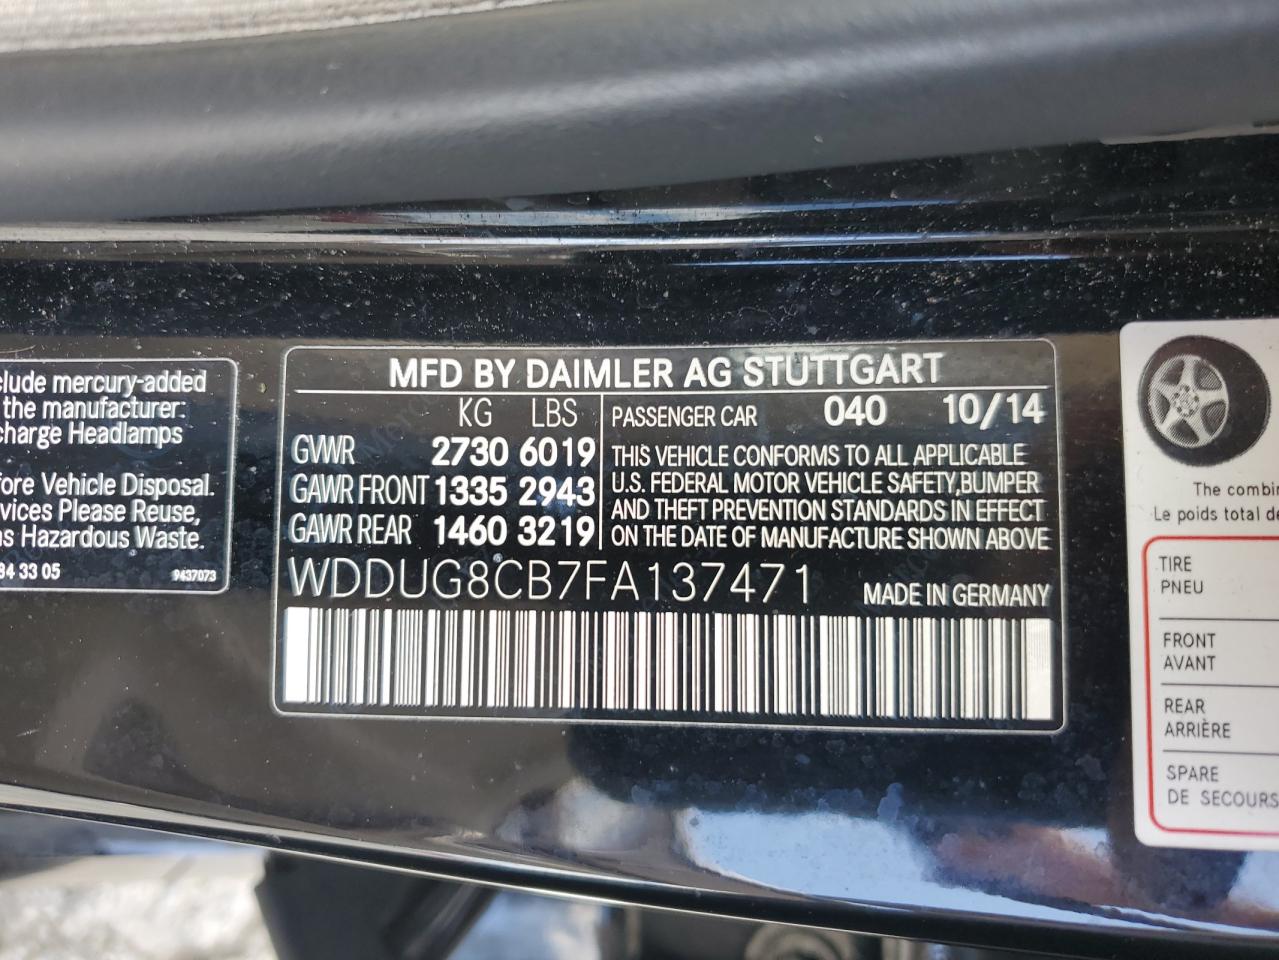 clude mercury-added
the manufacturer:
charge Headlamps
fore Vehicle Disposal.
vices Please Reuse,
as Hazardous Waste.
34 33 05
9437073
MFD BY DAIMLER AG STUTTGART
KG LBS
GVWR 2730 6019
GAWR FRONT 1335 2943
GAWR REAR 1460 3219
PASSENGER CAR 040 10/14
THIS VEHICLE CONFORMS TO ALL APPLICABLE
U.S. FEDERAL MOTOR VEHICLE SAFETY, BUMPER
AND THEFT PREVENTION STANDARDS IN EFFECT
ON THE DATE OF MANUFACTURE SHOWN ABOVE
WDDUG8CB7FA137471 MADE IN GERMANY
The combin
Le poids total de
TIRE
PNEU
FRONT
AVANT
REAR
ARRIÈRE
SPARE
DE SECOURS